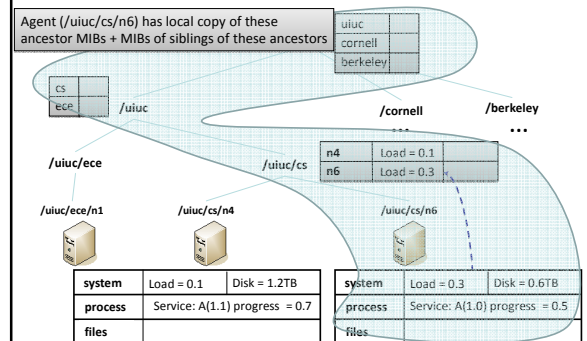 Agent (/uiuc/cs/n6) has local copy of these
ancestor MIBs + MIBs of siblings of these ancestors
uiuc
cornell
berkeley
cs
ece
/uiuc
/cornell
...
/berkeley
...
/uiuc/ece
/uiuc/cs
n4 Load = 0.1
n6 Load = 0.3
/uiuc/ece/n1
/uiuc/cs/n4
/uiuc/cs/n6
system Load = 0.1 Disk = 1.2TB
process Service: A(1.1) progress = 0.7
files
system Load = 0.3 Disk = 0.6TB
process Service: A(1.0) progress = 0.5
files